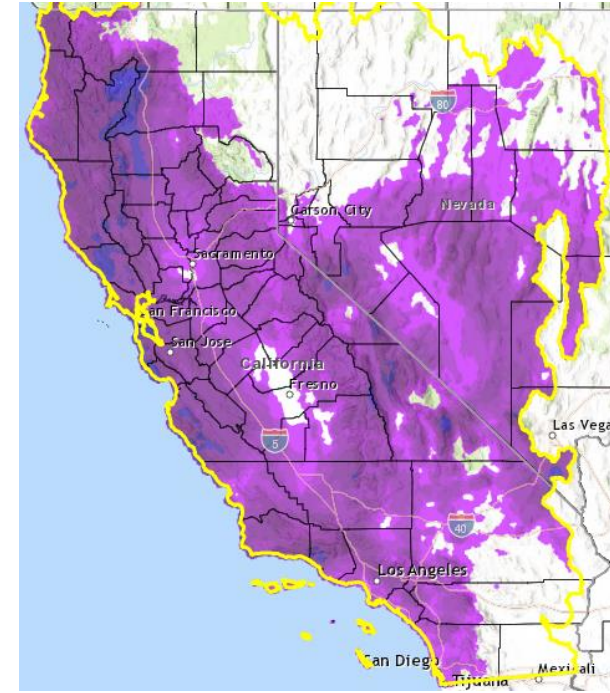 80
Nevada
Carson City
Sacramento
San Francisco
San Jose
California
Fresno
5
Las Vega
40
Los Angeles
San Diego
Tijuana
Mexicali